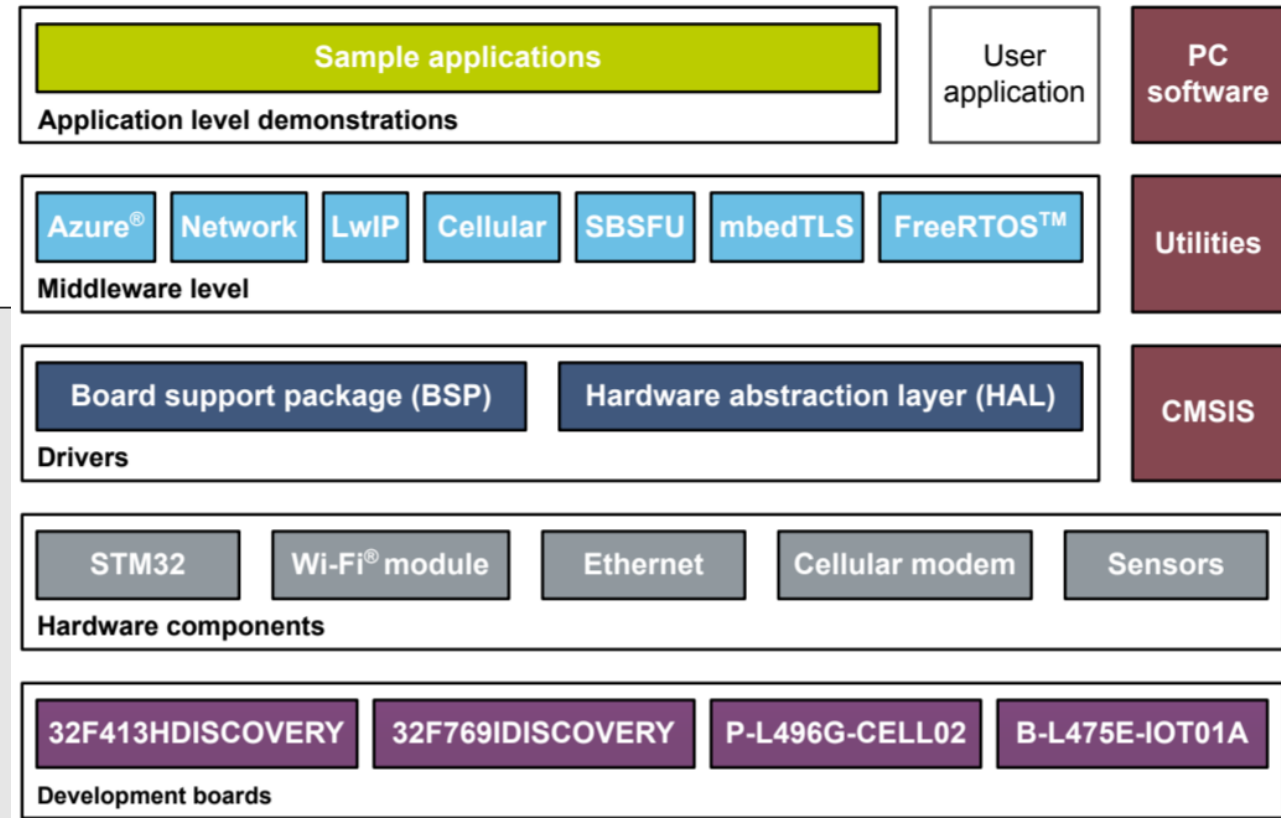 Sample applications
Application level demonstrations
User
application
PC
software
Azure®
Network
LwIP
Cellular
SBSFU
mbedTLS
FreeRTOS™
Middleware level
Utilities
Board support package (BSP)
Hardware abstraction layer (HAL)
Drivers
CMSIS
STM32
Wi-Fi® module
Ethernet
Cellular modem
Sensors
Hardware components
32F413HDISCOVERY
32F769IDISCOVERY
P-L496G-CELL02
B-L475E-IOT01A
Development boards